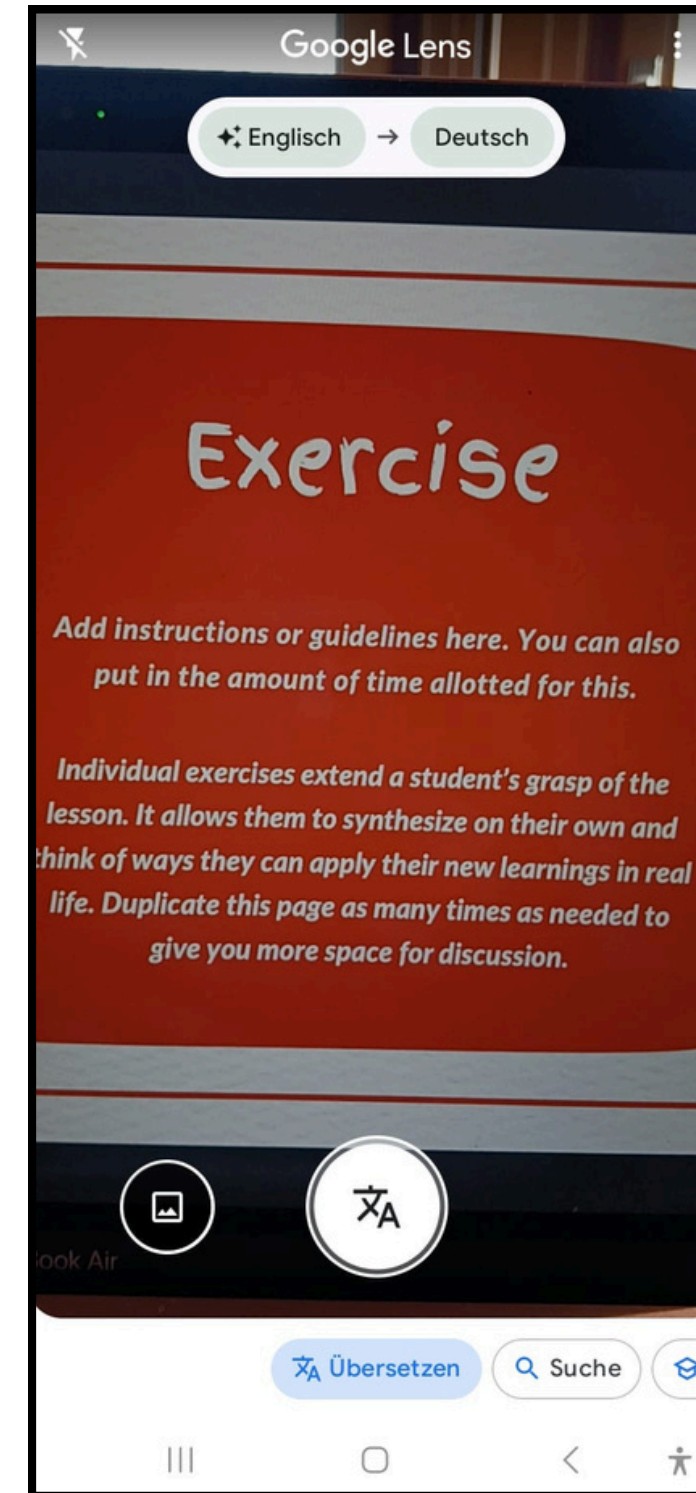 Google Lens
Englisch → Deutsch
Exercise
Add instructions or guidelines here. You can also
put in the amount of time allotted for this.
Individual exercises extend a student's grasp of the
lesson. It allows them to synthesize on their own and
think of ways they can apply their new learnings in real
life. Duplicate this page as many times as needed to
give you more space for discussion.
Book Air
Übersetzen
Suche